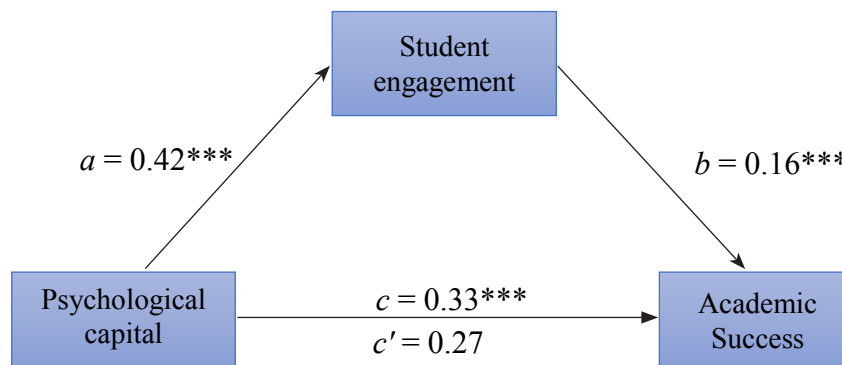 Student
engagement
a = 0.42***
b = 0.16***
Psychological
capital
c = 0.33***
c' = 0.27
Academic
Success